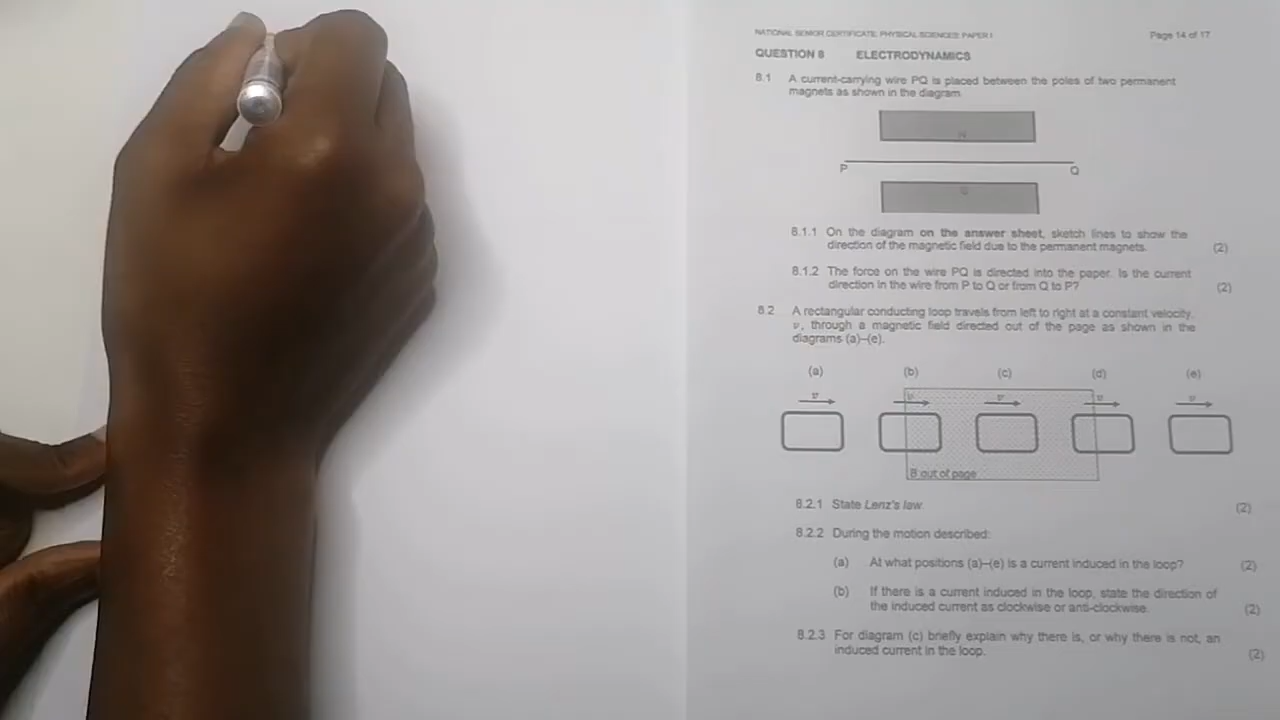 NATIONAL SENIOR CERTIFICATE: PHYSICAL SCIENCES: PAPER I
Page 14 of 17
QUESTION 8 ELECTRODYNAMICS
8.1 A current-carrying wire PQ is placed between the poles of two permanent
magnets as shown in the diagram.
N
P Q
S
8.1.1 On the diagram on the answer sheet, sketch lines to show the
direction of the magnetic field due to the permanent magnets. (2)
8.1.2 The force on the wire PQ is directed into the paper. Is the current
direction in the wire from P to Q or from Q to P? (2)
8.2 A rectangular conducting loop travels from left to right at a constant velocity,
v, through a magnetic field directed out of the page as shown in the
diagrams (a)–(e).
(a) (b) (c) (d) (e)
v v v v v
B out of page
8.2.1 State Lenz's law. (2)
8.2.2 During the motion described:
(a) At what positions (a)–(e) is a current induced in the loop? (2)
(b) If there is a current induced in the loop, state the direction of
the induced current as clockwise or anti-clockwise. (2)
8.2.3 For diagram (c) briefly explain why there is, or why there is not, an
induced current in the loop. (2)